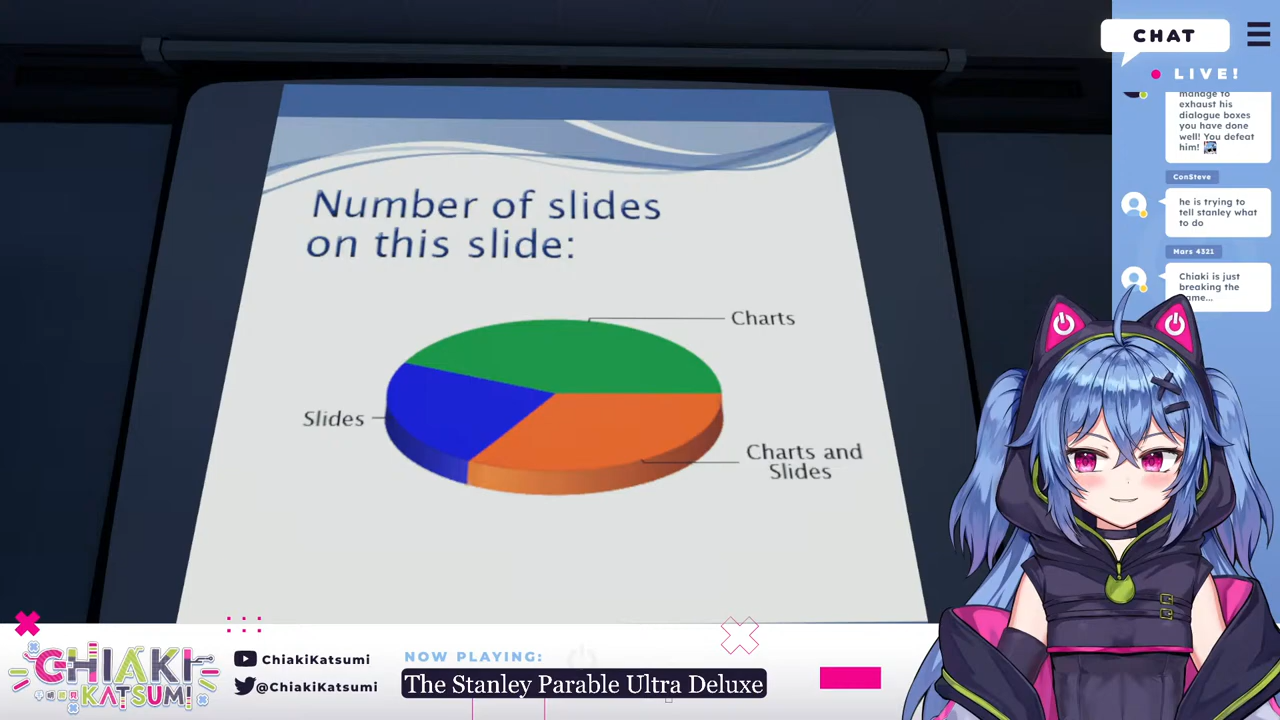 CHAT
LIVE!
manage to
exhaust his
dialogue boxes
you have done
well! You defeat
him!
ConSteve
he is trying to
tell stanley what
to do
Mars 4321
Chiaki is just
breaking the
Number of slides
on this slide:
Charts
Slides
Charts and
Slides
CHIAKI
KATSUMI
ChiakiKatsumi
@ChiakiKatsumi
NOW PLAYING:
The Stanley Parable Ultra Deluxe